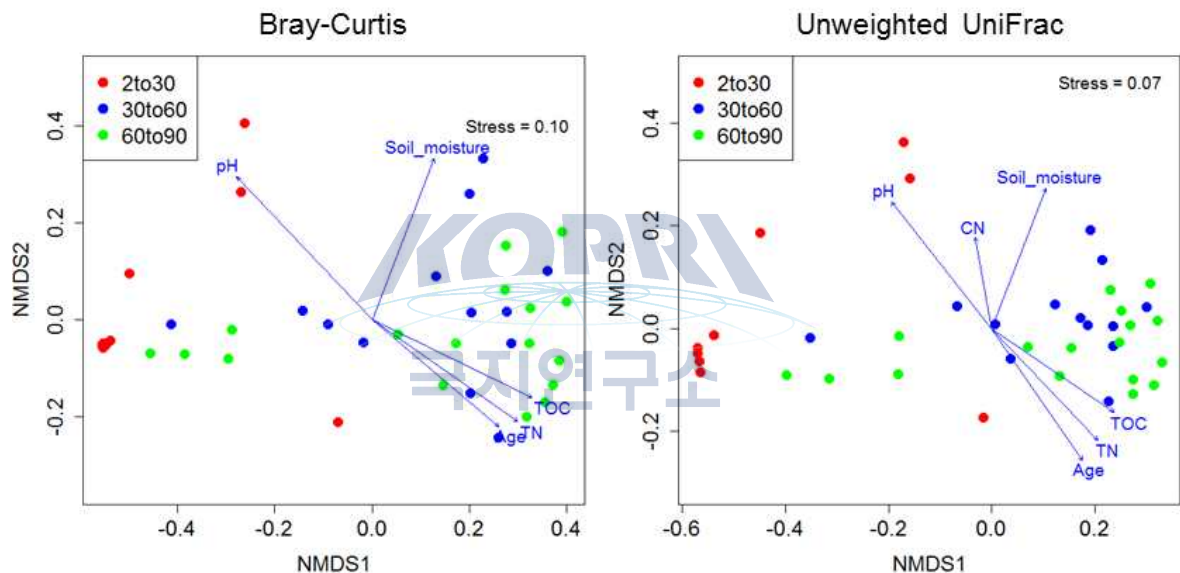 Bray-Curtis
2to30
30to60
60to90
Stress = 0.10
Soil_moisture
pH
TOC
TN
Age
NMDS2
0.4
0.2
0.0
-0.2
-0.4
-0.2
0.0
0.2
0.4
NMDS1
Unweighted UniFrac
2to30
30to60
60to90
Stress = 0.07
Soil_moisture
pH
CN
TOC
TN
Age
NMDS2
0.4
0.2
0.0
-0.2
-0.6
-0.4
-0.2
0.0
0.2
NMDS1
KOPRI
극지연구소